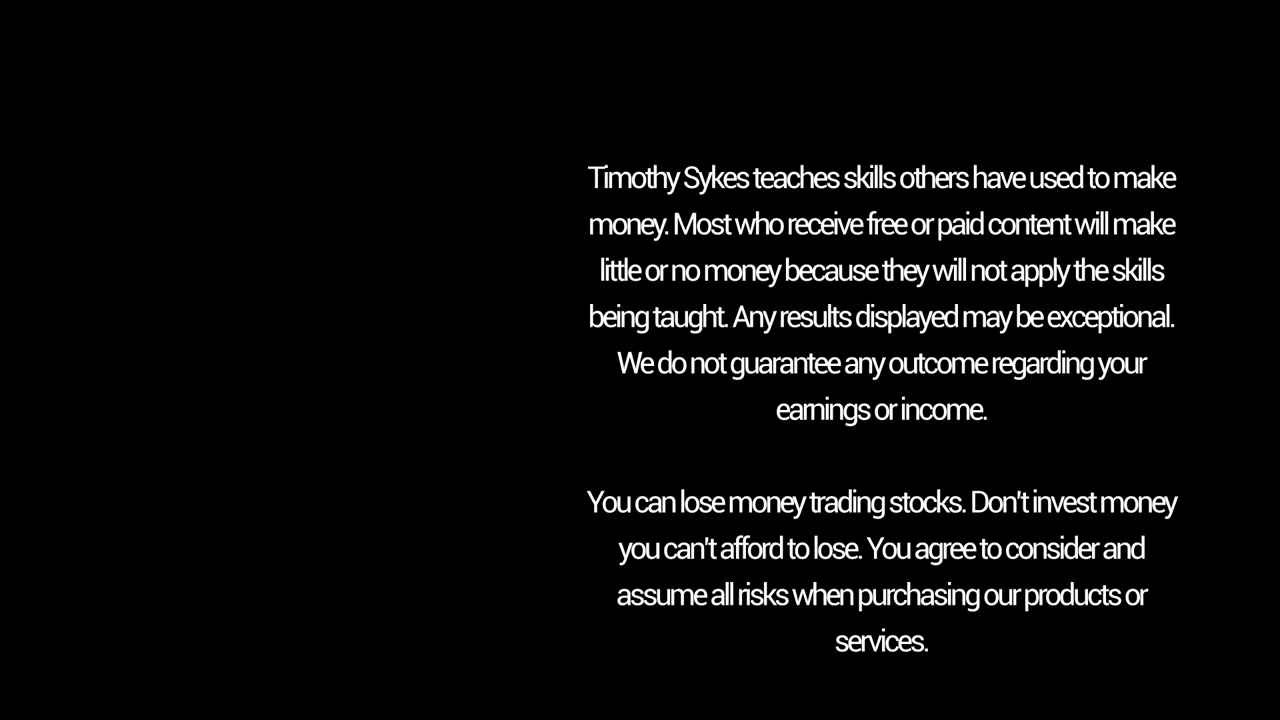 Timothy Sykes teaches skills others have used to make
money. Most who receive free or paid content will make
little or no money because they will not apply the skills
being taught. Any results displayed may be exceptional.
We do not guarantee any outcome regarding your
earnings or income.
You can lose money trading stocks. Don't invest money
you can't afford to lose. You agree to consider and
assume all risks when purchasing our products or
services.